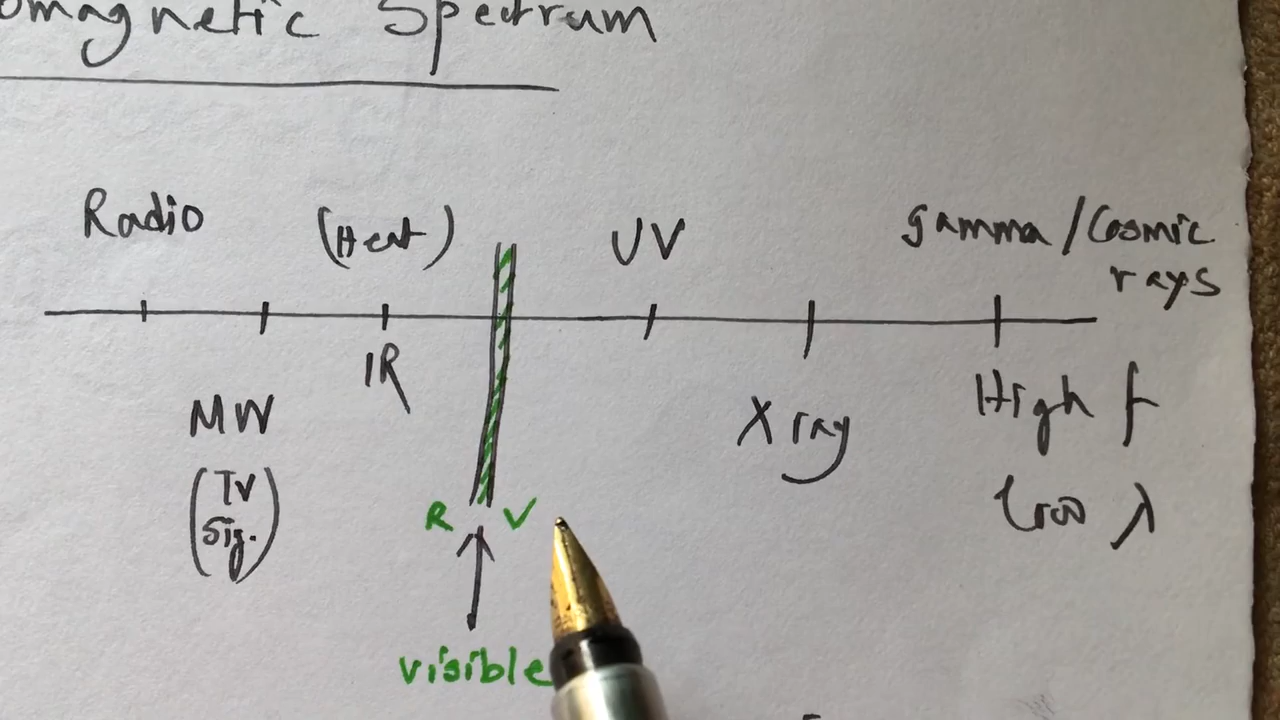 omagnetic Spectrum
Radio
(Heat)
UV
gamma / Cosmic
rays
IR
MW
(TV
Sig.)
X ray
High f
low λ
R V
visible